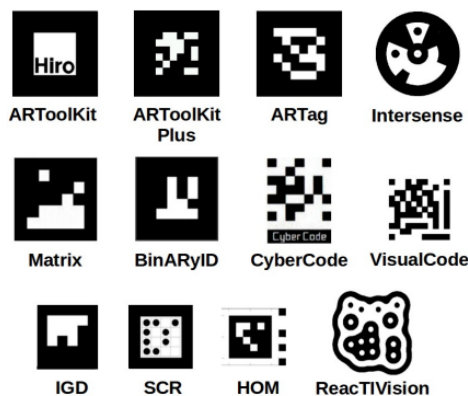 Hiro
ARToolKit
ARToolKit
Plus
ARTag
Intersense
CyberCode
Matrix
BinARyID
CyberCode
VisualCode
IGD
SCR
HOM
ReacTIVision